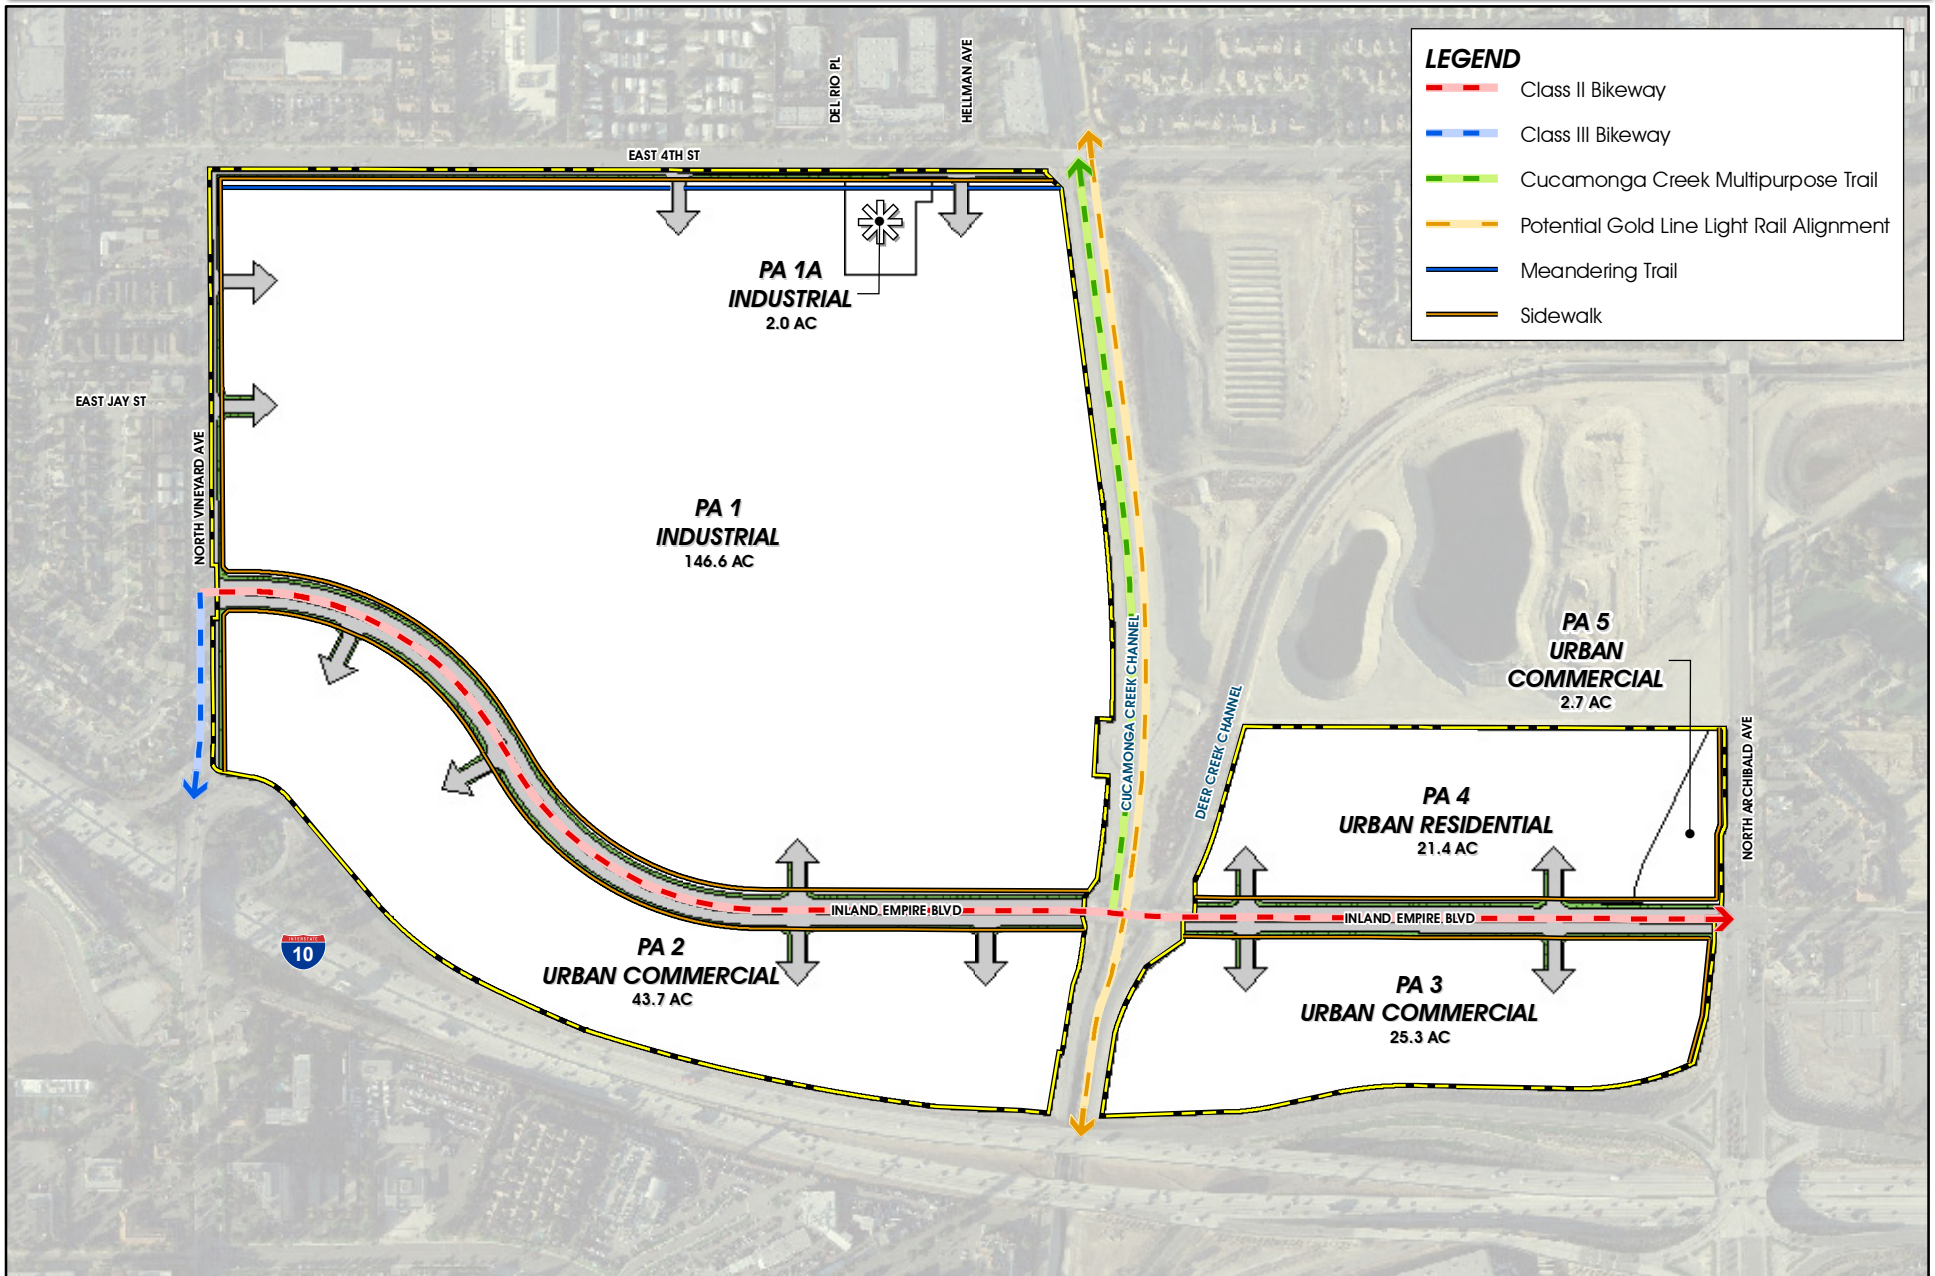 DEL RIO PL
HELLMAN AVE
LEGEND
Class II Bikeway
Class III Bikeway
Cucamonga Creek Multipurpose Trail
Potential Gold Line Light Rail Alignment
Meandering Trail
Sidewalk
EAST 4TH ST
PA 1A
INDUSTRIAL
2.0 AC
EAST JAY ST
NORTH VINEYARD AVE
PA 1
INDUSTRIAL
146.6 AC
CUCAMONGA CREEK CHANNEL
DEER CREEK CHANNEL
PA 5
URBAN
COMMERCIAL
2.7 AC
NORTH ARCHIBALD AVE
PA 4
URBAN RESIDENTIAL
21.4 AC
INLAND EMPIRE BLVD
INLAND EMPIRE BLVD
INTERSTATE
10
PA 2
URBAN COMMERCIAL
43.7 AC
PA 3
URBAN COMMERCIAL
25.3 AC